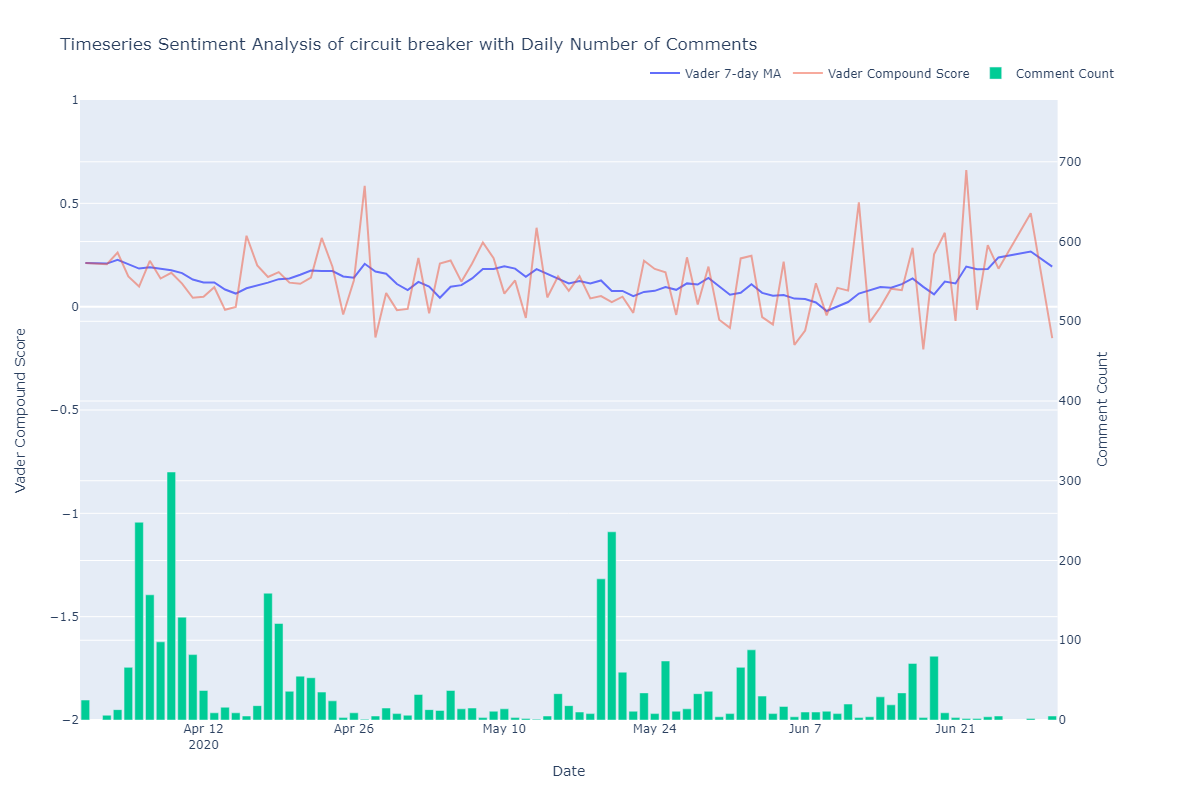 Timeseries Sentiment Analysis of circuit breaker with Daily Number of Comments
Vader 7-day MA
Vader Compound Score
Comment Count
1
0.5
0
−0.5
−1
−1.5
−2
Vader Compound Score
700
600
500
400
300
200
100
0
Comment Count
Apr 12
2020
Apr 26
May 10
May 24
Jun 7
Jun 21
Date